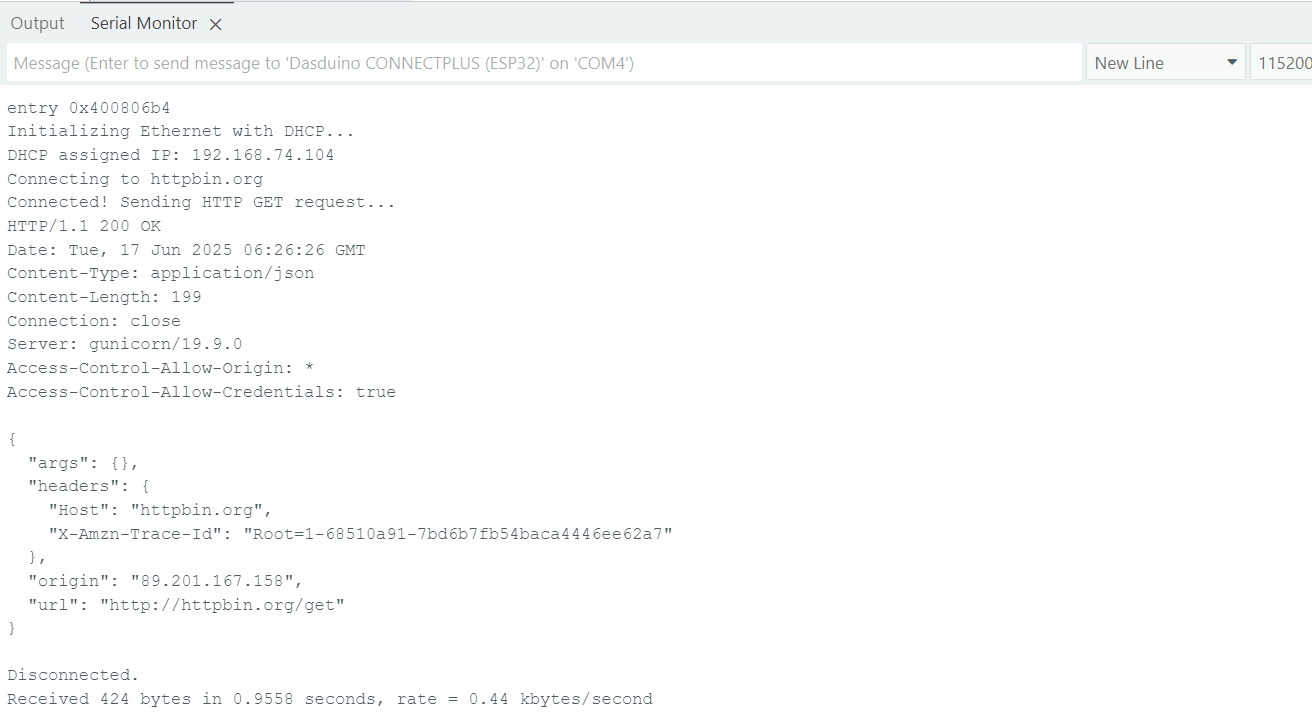 Output Serial Monitor ×
Message (Enter to send message to 'Dasduino CONNECTPLUS (ESP32)' on 'COM4') New Line 115200
entry 0x400806b4
Initializing Ethernet with DHCP...
DHCP assigned IP: 192.168.74.104
Connecting to httpbin.org
Connected! Sending HTTP GET request...
HTTP/1.1 200 OK
Date: Tue, 17 Jun 2025 06:26:26 GMT
Content-Type: application/json
Content-Length: 199
Connection: close
Server: gunicorn/19.9.0
Access-Control-Allow-Origin: *
Access-Control-Allow-Credentials: true

{
  "args": {},
  "headers": {
    "Host": "httpbin.org",
    "X-Amzn-Trace-Id": "Root=1-68510a91-7bd6b7fb54baca4446ee62a7"
  },
  "origin": "89.201.167.158",
  "url": "http://httpbin.org/get"
}

Disconnected.
Received 424 bytes in 0.9558 seconds, rate = 0.44 kbytes/second